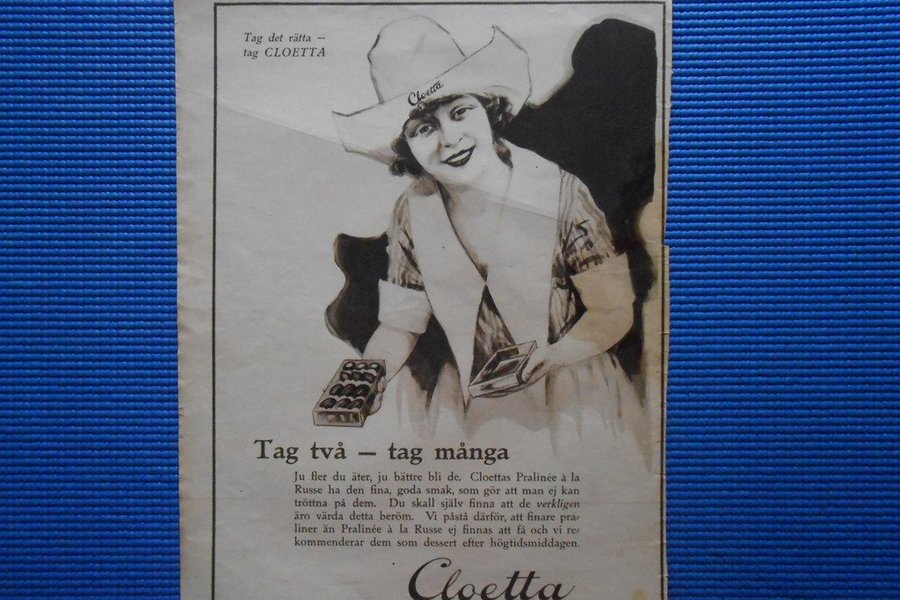 Tag det rätta —
tag CLOETTA
Cloetta
Tag två — tag många
Ju fler du äter, ju bättre bli de. Cloettas Pralinée à la
Russe ha den fina, goda smak, som gör att man ej kan
tröttna på dem. Du skall själv finna att de verkligen
äro värda detta beröm. Vi påstå därför, att finare pra-
liner än Pralinée à la Russe ej finnas att få och vi re-
kommenderar dem som dessert efter högtidsmiddagen.
Cloetta